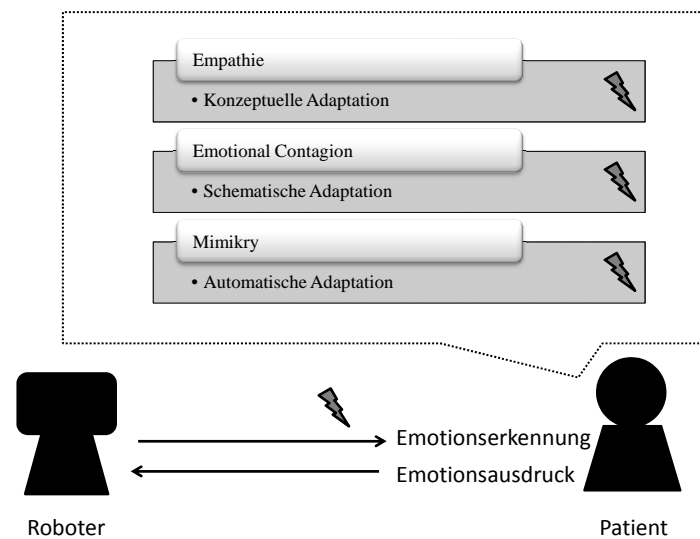 Empathie
• Konzeptuelle Adaptation
Emotional Contagion
• Schematische Adaptation
Mimikry
• Automatische Adaptation
Emotionserkennung
Emotionsausdruck
Roboter
Patient